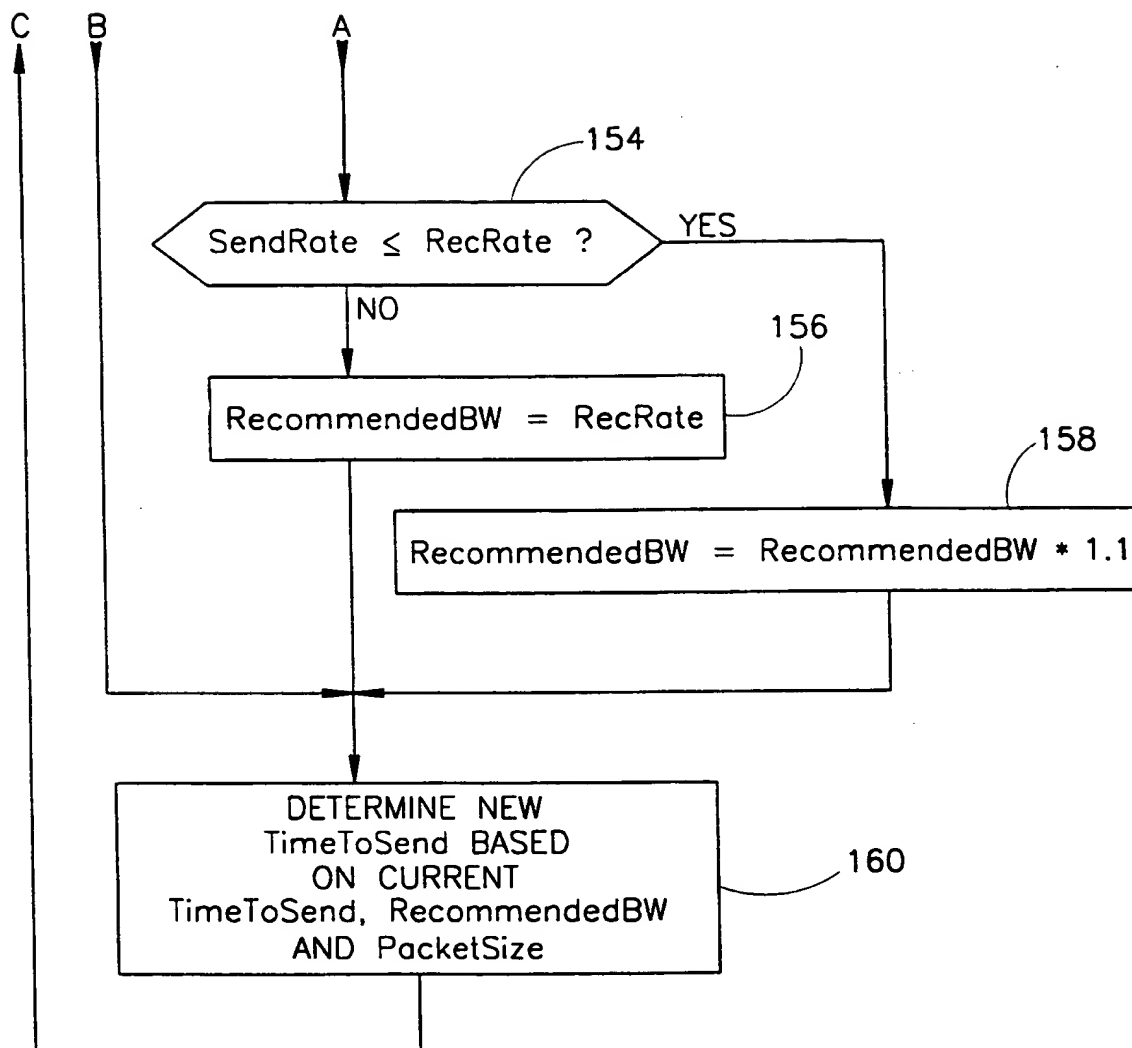 C B A
154
SendRate ≤ RecRate ?
YES
NO
156
RecommendedBW = RecRate
158
RecommendedBW = RecommendedBW * 1.1
DETERMINE NEW
TimeToSend BASED
ON CURRENT
TimeToSend, RecommendedBW
AND PacketSize
160